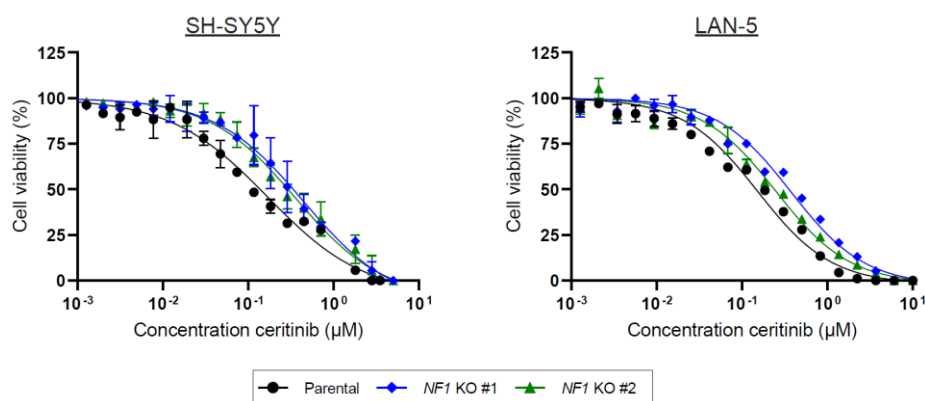 SH-SY5Y
LAN-5
Cell viability (%)
125
100
75
50
25
0
10-3
10-2
10-1
100
101
Concentration ceritinib (µM)
Cell viability (%)
125
100
75
50
25
0
10-3
10-2
10-1
100
101
Concentration ceritinib (µM)
Parental
NF1 KO #1
NF1 KO #2